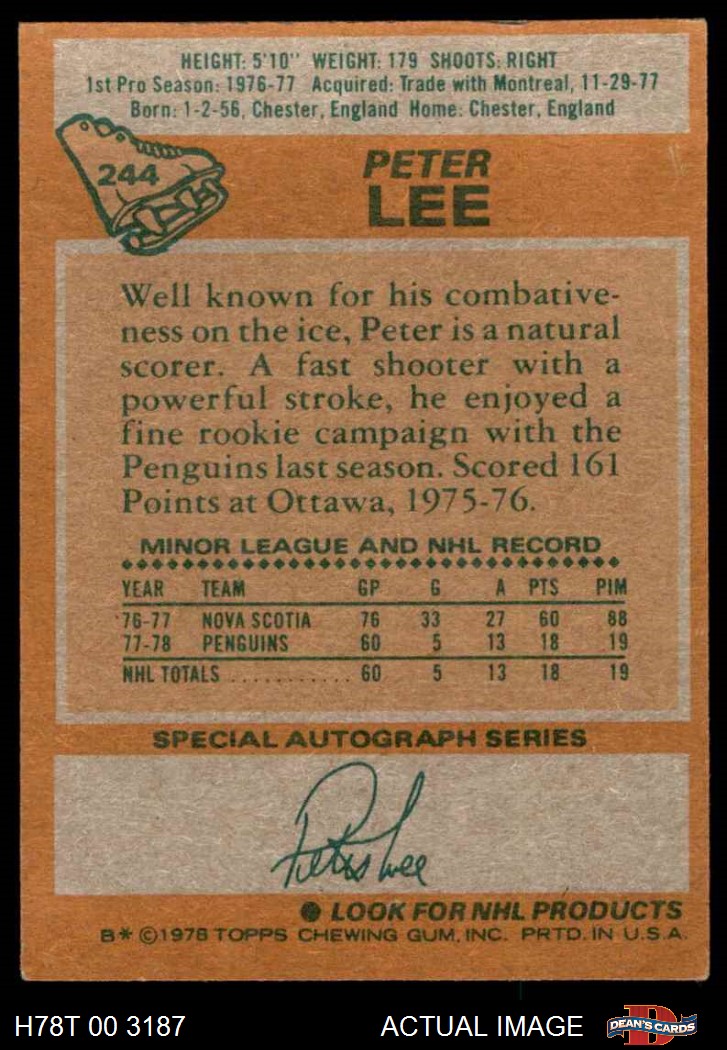 HEIGHT: 5'10" WEIGHT: 179 SHOOTS: RIGHT
1st Pro Season: 1976-77 Acquired: Trade with Montreal, 11-29-77
Born: 1-2-56, Chester, England Home: Chester, England
244
PETER
LEE
Well known for his combative-
ness on the ice, Peter is a natural
scorer. A fast shooter with a
powerful stroke, he enjoyed a
fine rookie campaign with the
Penguins last season. Scored 161
Points at Ottawa, 1975-76.
MINOR LEAGUE AND NHL RECORD
YEAR TEAM GP G A PTS PIM
'76-77 NOVA SCOTIA 76 33 27 60 88
77-78 PENGUINS 60 5 13 18 19
NHL TOTALS ........... 60 5 13 18 19
SPECIAL AUTOGRAPH SERIES
Peter Lee
● LOOK FOR NHL PRODUCTS
B* ©1978 TOPPS CHEWING GUM, INC. PRTD. IN U.S.A.
H78T 00 3187 ACTUAL IMAGE D DEAN'S CARDS